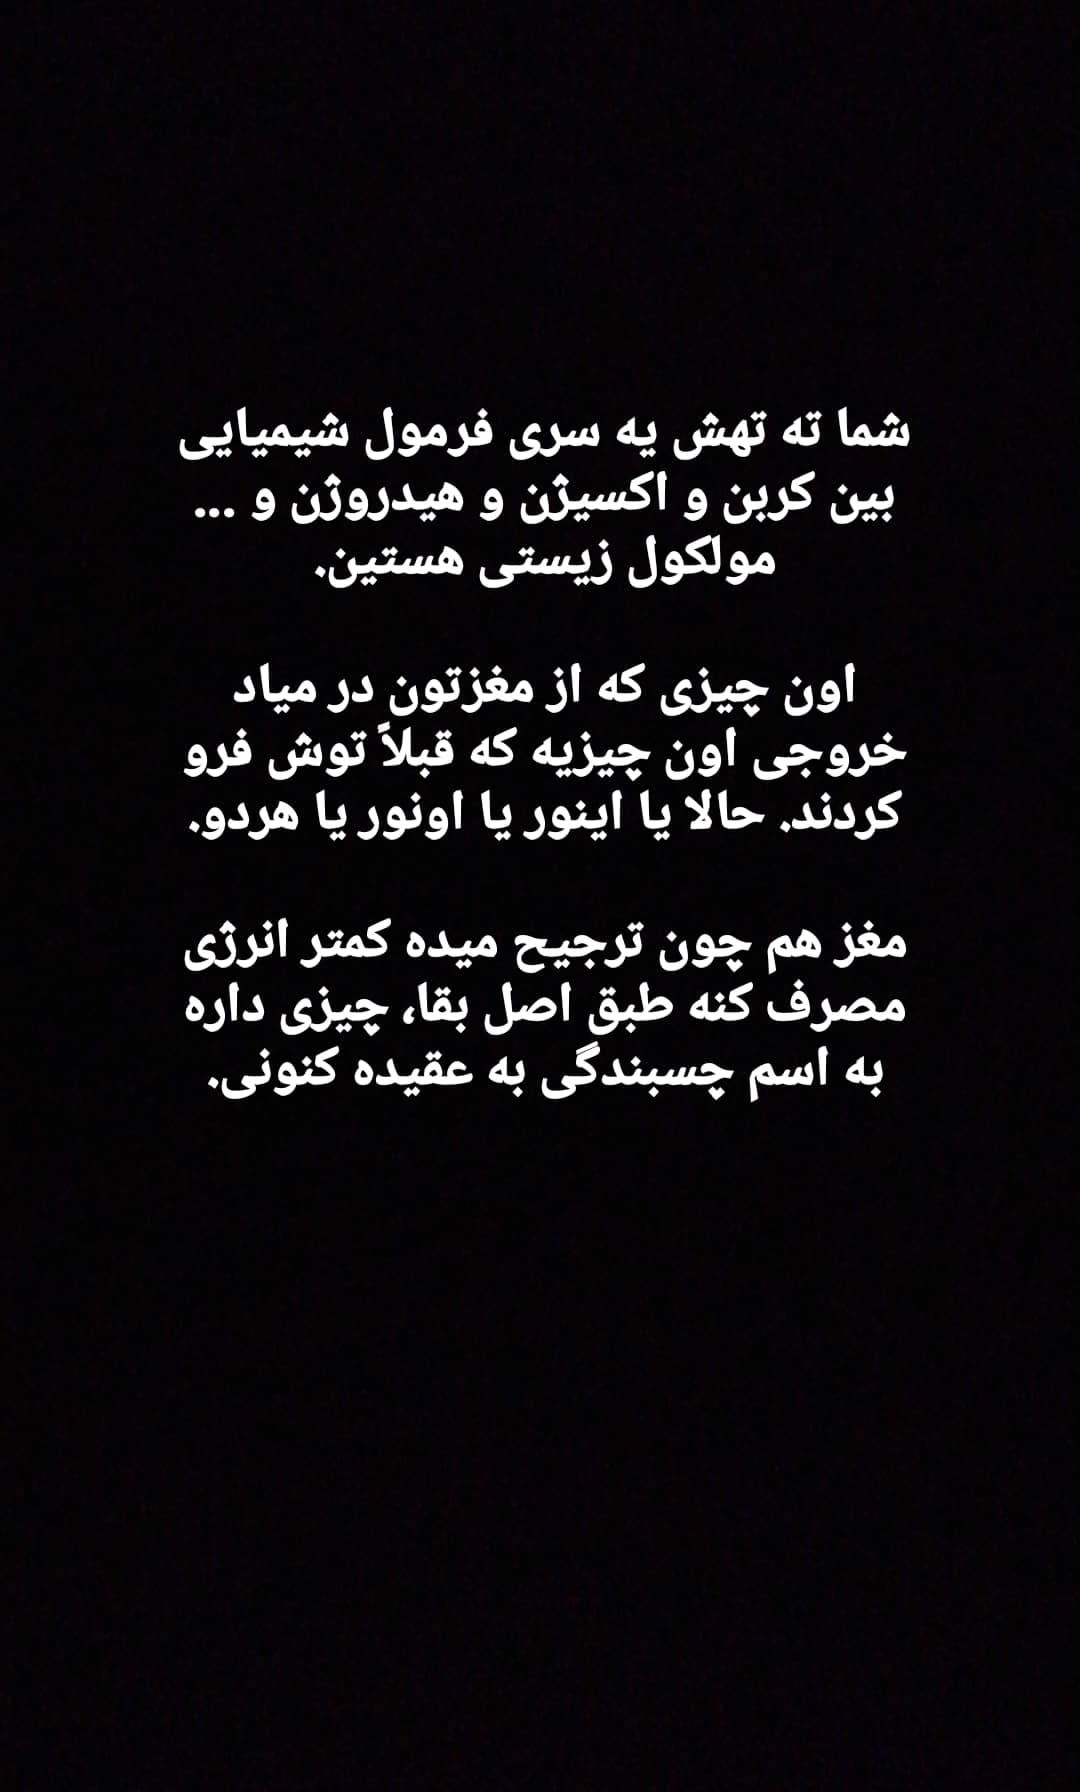 شما ته تهش یه سری فرمول شیمیایی
بین کربن و اکسیژن و هیدروژن و ...
مولکول زیستی هستین.
اون چیزی که از مغزتون در میاد
خروجی اون چیزیه که قبلاً توش فرو
کردند. حالا یا اینور یا اونور یا هردو.
مغز هم چون ترجیح میده کمتر انرژی
مصرف کنه طبق اصل بقا، چیزی داره
به اسم چسبندگی به عقیده کنونی.